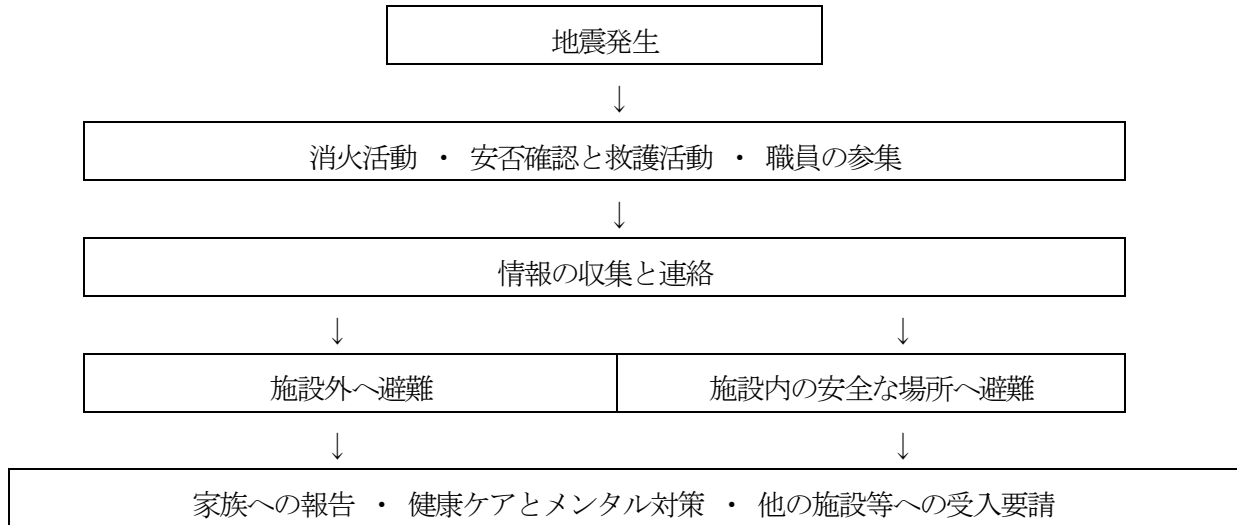 地震発生
↓
消火活動 ・ 安否確認と救護活動 ・ 職員の参集
↓
情報の収集と連絡
↓ ↓
施設外へ避難 施設内の安全な場所へ避難
↓ ↓
家族への報告 ・ 健康ケアとメンタル対策 ・ 他の施設等への受入要請